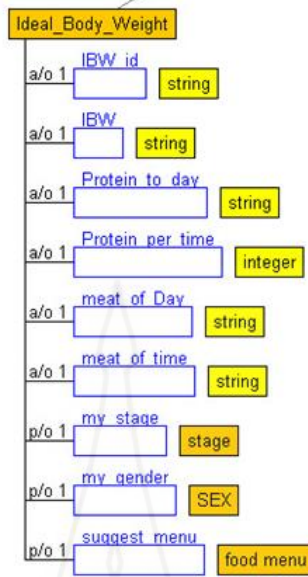 Ideal_Body_Weight
a/o 1 IBW id string
a/o 1 IBW string
a/o 1 Protein to day string
a/o 1 Protein per time integer
a/o 1 meat of Day string
a/o 1 meat of time string
p/o 1 my stage stage
p/o 1 my gender SEX
p/o 1 suggest menu food menu